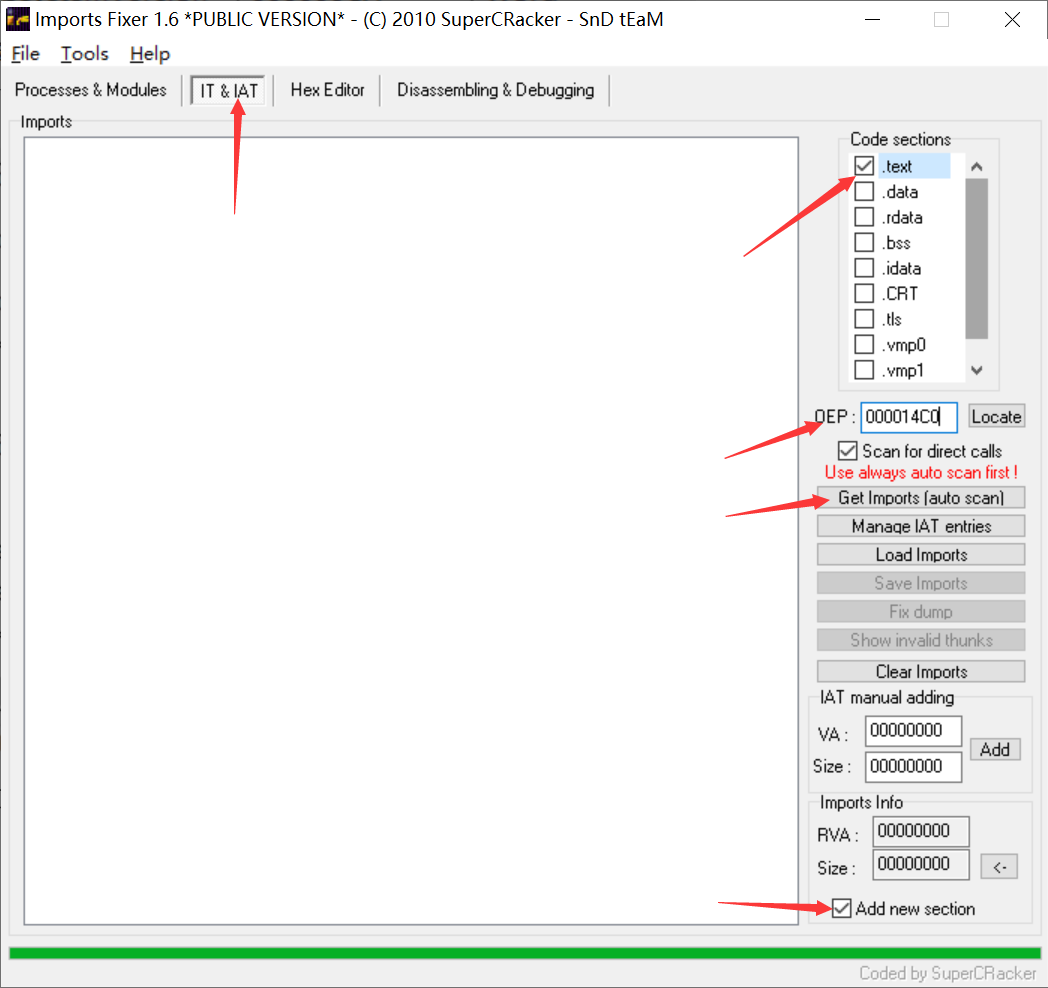 Imports Fixer 1.6 *PUBLIC VERSION* - (C) 2010 SuperCRacker - SnD tEaM
File Tools Help
Processes & Modules IT & IAT Hex Editor Disassembling & Debugging
Imports
Code sections
.text
.data
.rdata
.bss
.idata
.CRT
.tls
.vmp0
.vmp1
OEP : 000014C0 Locate
Scan for direct calls
Use always auto scan first !
Get Imports (auto scan)
Manage IAT entries
Load Imports
Save Imports
Fix dump
Show invalid thunks
Clear Imports
IAT manual adding
VA : 00000000
Add
Size : 00000000
Imports Info
RVA : 00000000
Size : 00000000 <-
Add new section
Coded by SuperCRacker